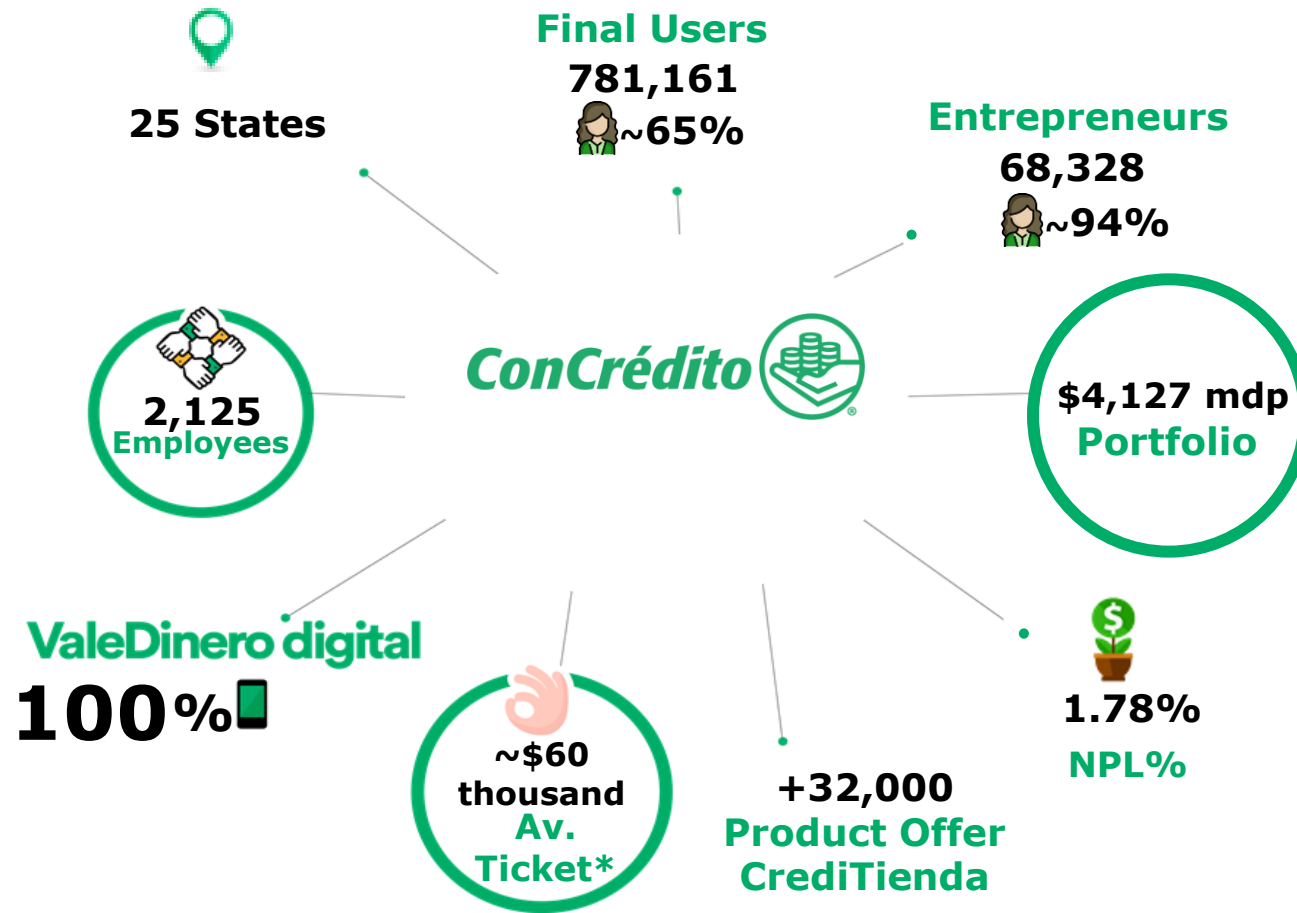 25 States
Final Users
781,161
~65%
Entrepreneurs
68,328
~94%
2,125
Employees
ConCrédito
®
$4,127 mdp
Portfolio
ValeDinero digital
100%
~$60
thousand
Av.
Ticket*
+32,000
Product Offer
CrediTienda
$
1.78%
NPL%